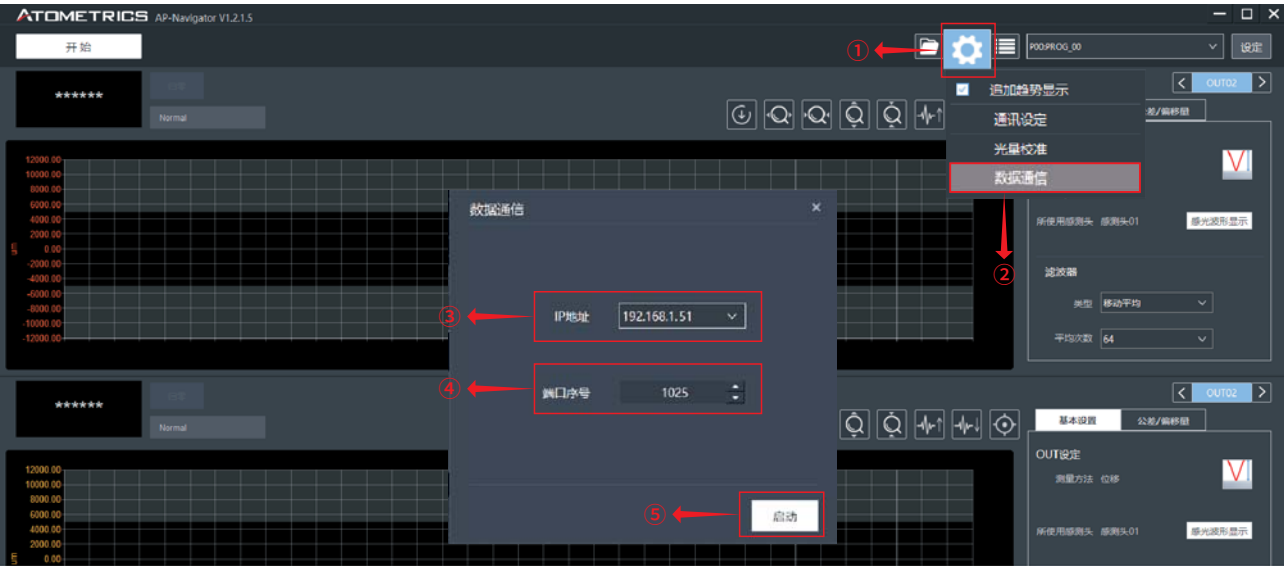 ATOMETRICS AP-Navigator V1.2.1.5
开始
①
P00:PROG_00
设定
******
Normal
追加趋势显示
通讯设定
光量校准
数据通信
②
OUT02
公差/偏移量
12000.00
10000.00
8000.00
6000.00
4000.00
2000.00
0.00
-2000.00
-4000.00
-6000.00
-8000.00
-10000.00
-12000.00
μm
数据通信
×
③
IP地址
192.168.1.51
④
端口序号
1025
⑤
启动
所使用感测头 感测头01
感光波形显示
滤波器
类型 移动平均
平均次数 64
******
Normal
OUT02
基本设置
公差/偏移量
OUT设定
测量方法 位移
所使用感测头 感测头01
感光波形显示
12000.00
10000.00
8000.00
6000.00
4000.00
2000.00
0.00